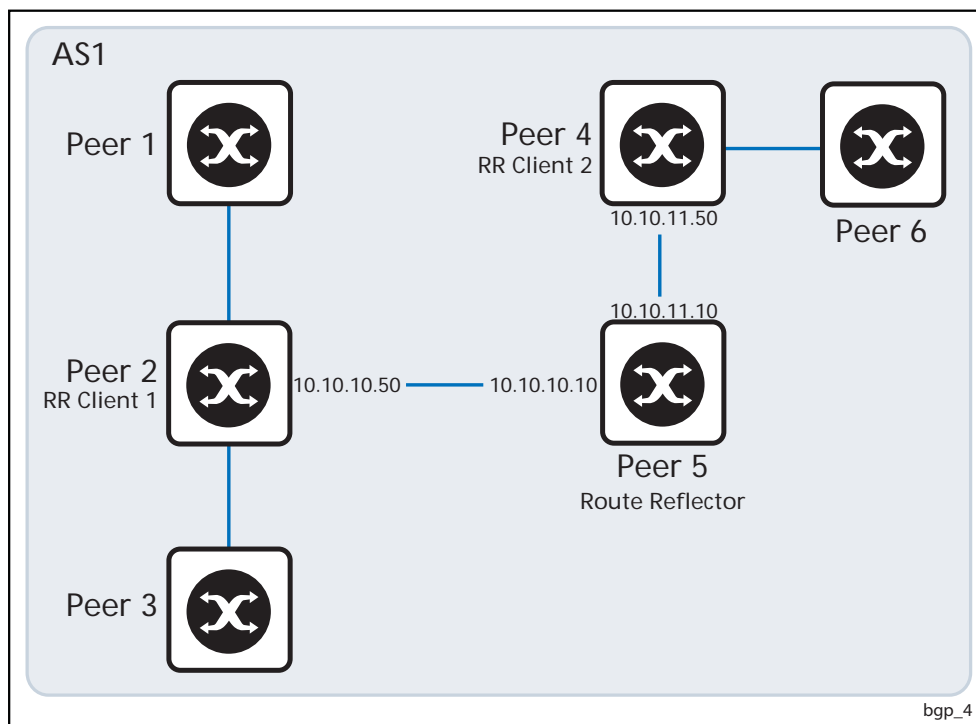 AS1
Peer 1
Peer 4
RR Client 2
Peer 6
10.10.11.50
10.10.11.10
Peer 2
RR Client 1
10.10.10.50
10.10.10.10
Peer 5
Route Reflector
Peer 3
bgp_4